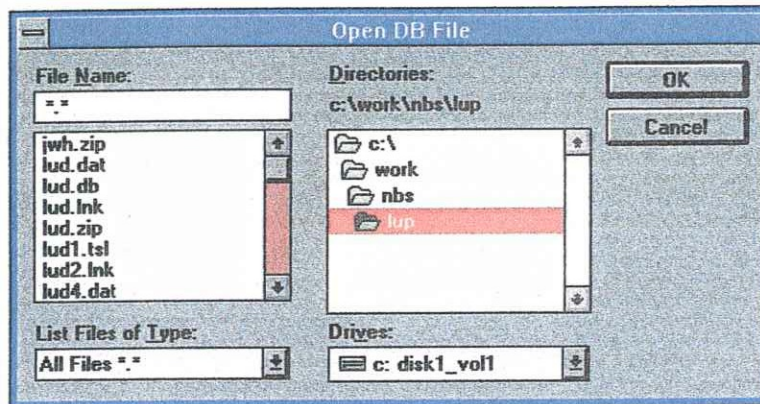 Open DB File
File Name:
*.*
jwh.zip
lud.dat
lud.db
lud.lnk
lud.zip
lud1.tsl
lud2.lnk
lud4.dat
List Files of Type:
All Files *.*
Directories:
c:\work\nbs\lup
c:\
work
nbs
lup
Drives:
c: disk1_vol1
OK
Cancel